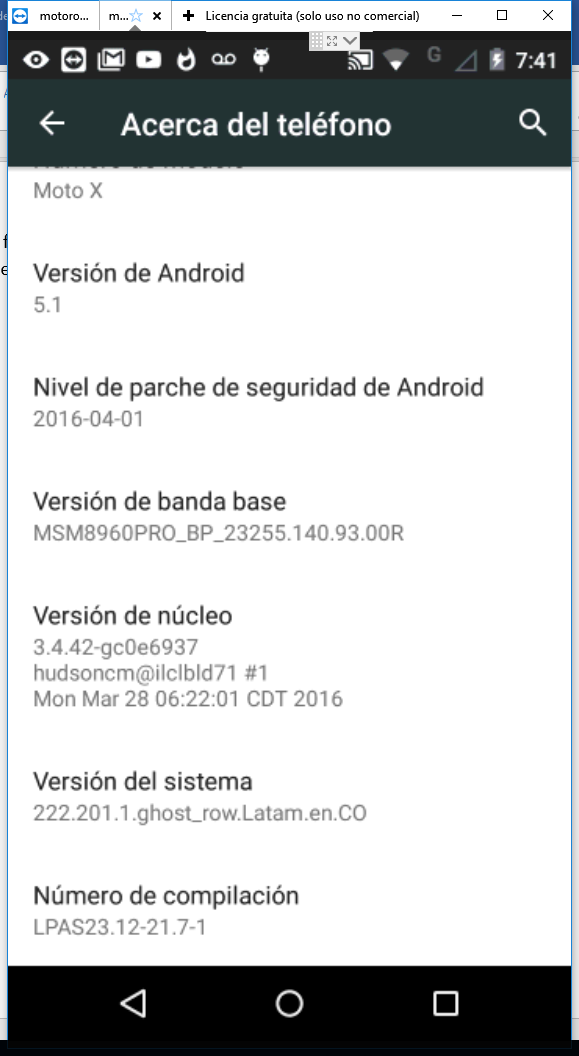 motoro...
m...
Licencia gratuita (solo uso no comercial)
G
7:41
Acerca del teléfono
Moto X
Versión de Android
5.1
Nivel de parche de seguridad de Android
2016-04-01
Versión de banda base
MSM8960PRO_BP_23255.140.93.00R
Versión de núcleo
3.4.42-gc0e6937
hudsoncm@ilclbld71 #1
Mon Mar 28 06:22:01 CDT 2016
Versión del sistema
222.201.1.ghost_row.Latam.en.CO
Número de compilación
LPAS23.12-21.7-1